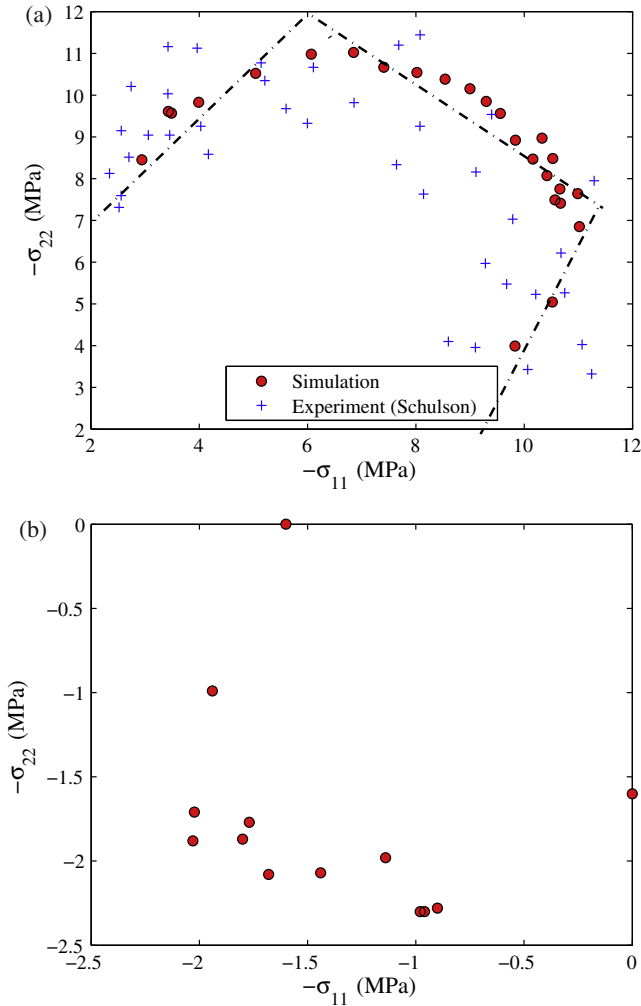 (a)
12
11
10
9
8
7
6
5
4
3
2
−σ22 (MPa)
Simulation
Experiment (Schulson)
2 4 6 8 10 12
−σ11 (MPa)
(b)
0
−0.5
−1
−1.5
−2
−2.5
−σ22 (MPa)
−2.5 −2 −1.5 −1 −0.5 0
−σ11 (MPa)